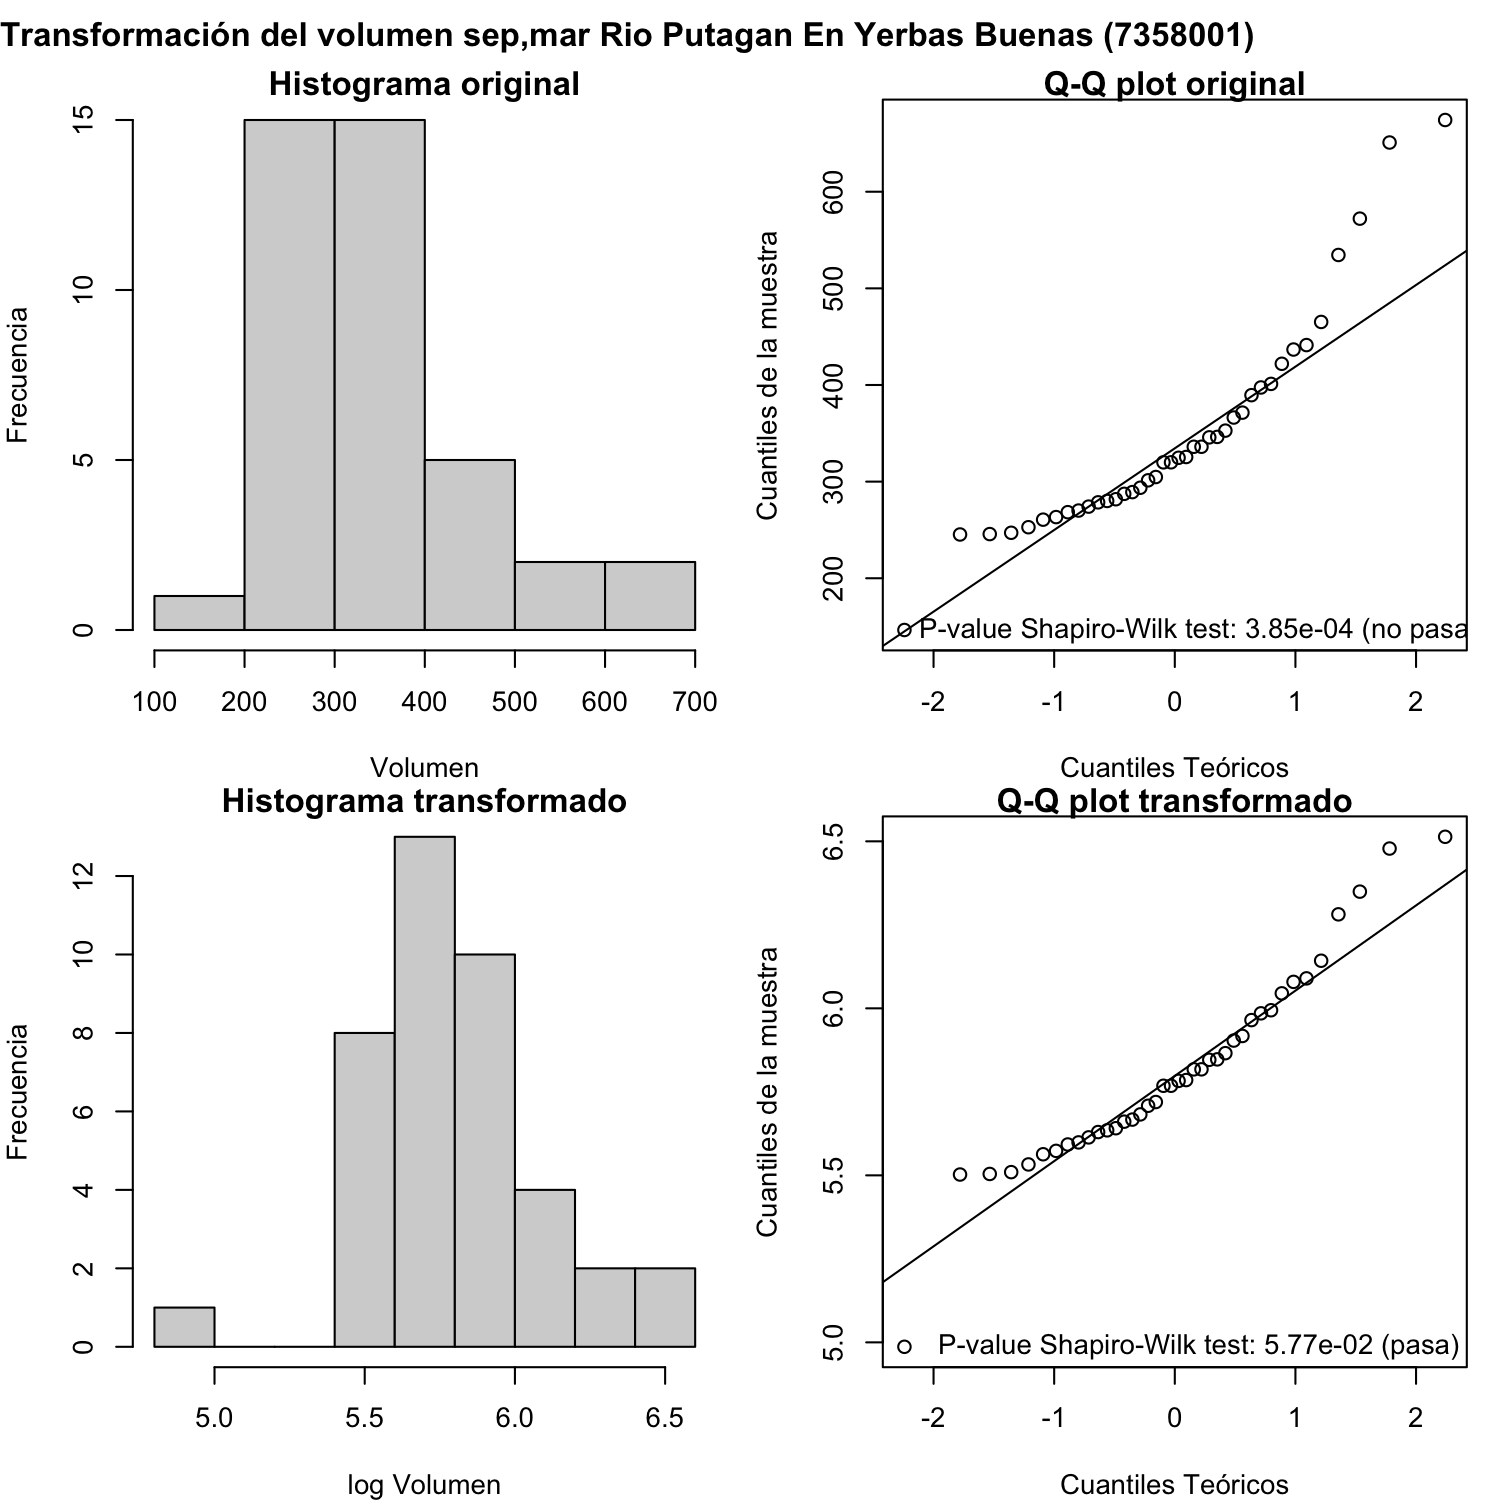 Transformación del volumen sep,mar Rio Putagan En Yerbas Buenas (7358001)
Histograma original
Frecuencia
0
5
10
15
100 200 300 400 500 600 700
Volumen
Q-Q plot original
Cuantiles de la muestra
200
300
400
500
600
P-value Shapiro-Wilk test: 3.85e-04 (no pasa
-2 -1 0 1 2
Cuantiles Teóricos
Histograma transformado
Frecuencia
0
2
4
6
8
10
12
5.0 5.5 6.0 6.5
log Volumen
Q-Q plot transformado
Cuantiles de la muestra
5.0
5.5
6.0
6.5
P-value Shapiro-Wilk test: 5.77e-02 (pasa)
-2 -1 0 1 2
Cuantiles Teóricos